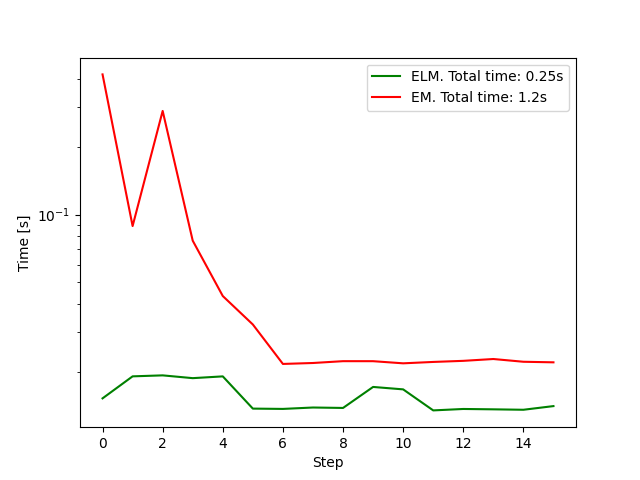 ELM. Total time: 0.25s
EM. Total time: 1.2s
10⁻¹
Time [s]
0 2 4 6 8 10 12 14
Step